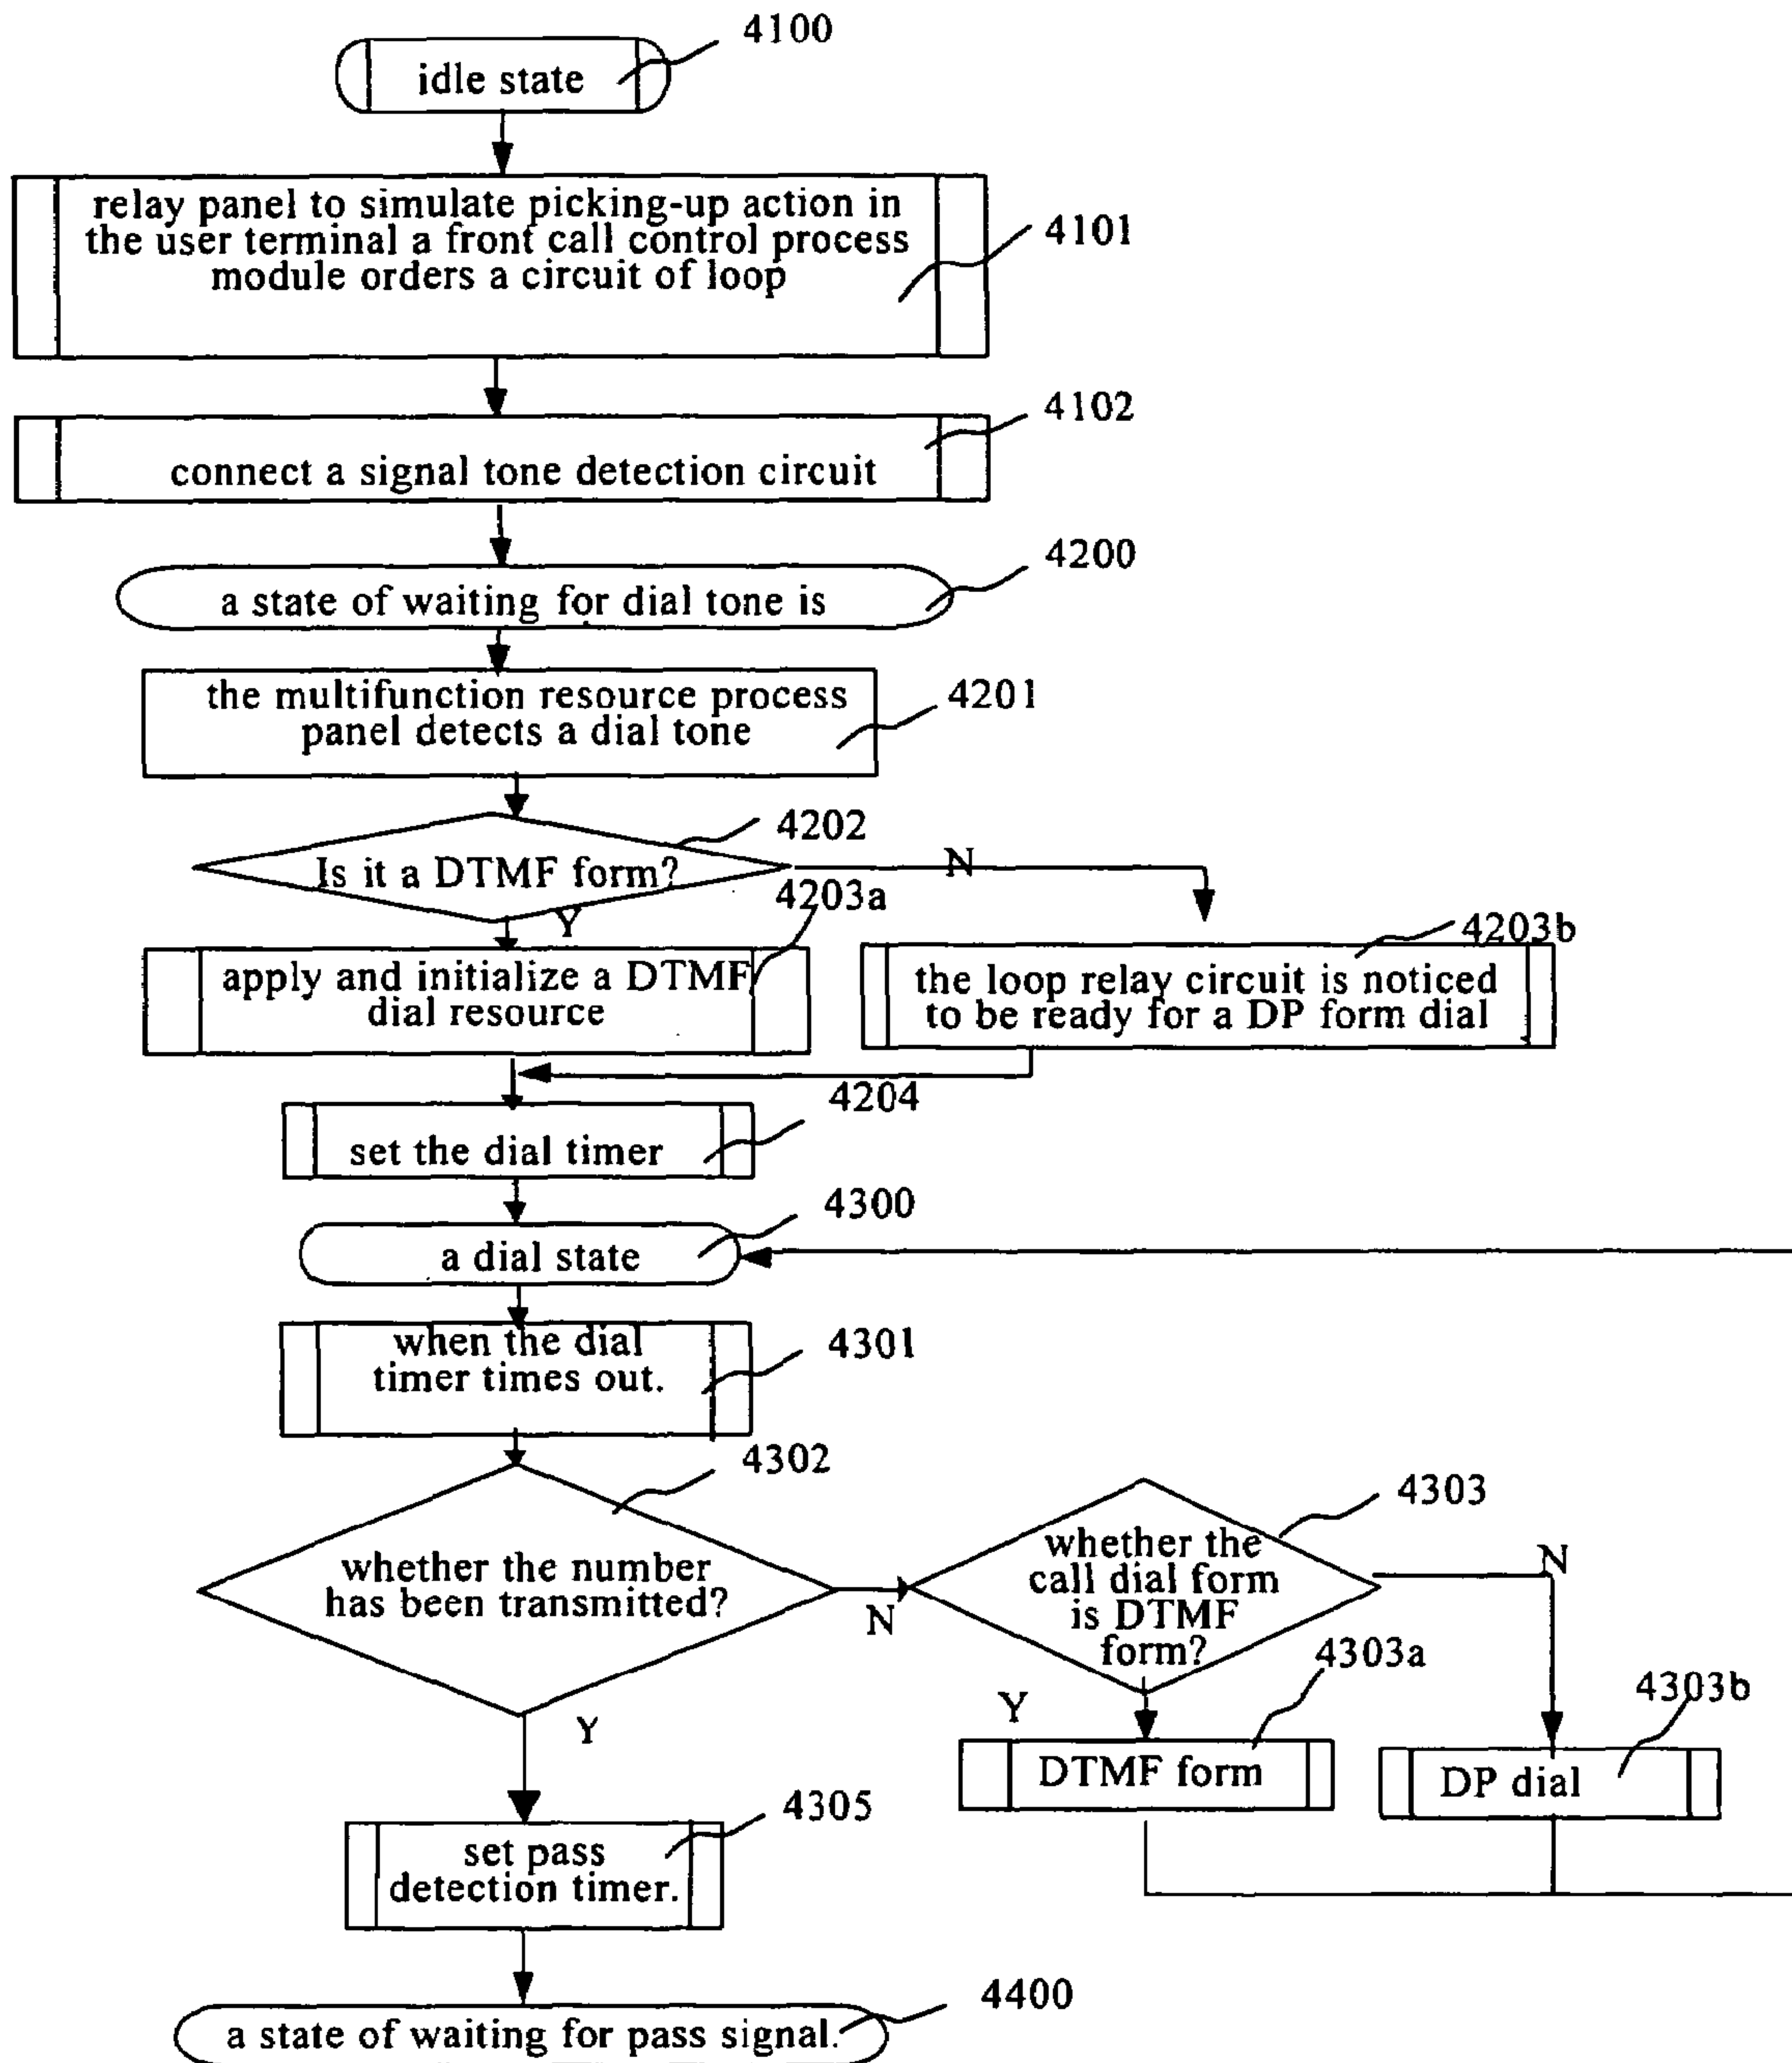 4100
idle state
relay panel to simulate picking-up action in
the user terminal a front call control process
module orders a circuit of loop
4101
4102
connect a signal tone detection circuit
4200
a state of waiting for dial tone is
the multifunction resource process
panel detects a dial tone
4201
4202
Is it a DTMF form?
N
Y
4203a
4203b
apply and initialize a DTMF
dial resource
the loop relay circuit is noticed
to be ready for a DP form dial
4204
set the dial timer
4300
a dial state
when the dial
timer times out.
4301
4302
whether the number
has been transmitted?
N
Y
4303
whether the
call dial form
is DTMF
form?
N
Y
4303a
4303b
DTMF form
DP dial
4305
set pass
detection timer.
4400
a state of waiting for pass signal.